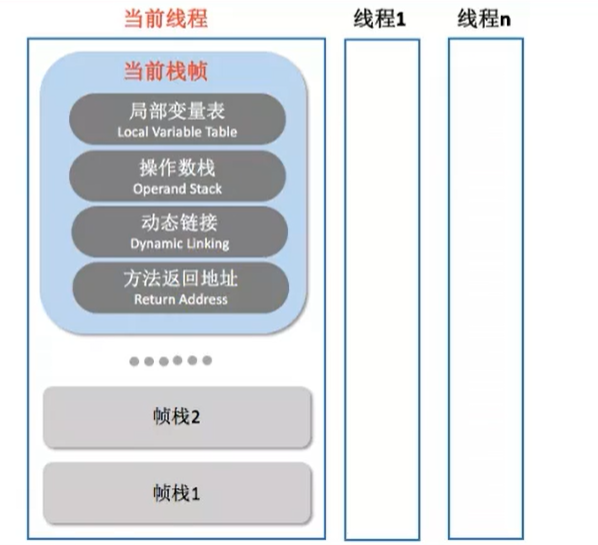 当前线程
线程1
线程n
当前栈帧
局部变量表
Local Variable Table
操作数栈
Operand Stack
动态链接
Dynamic Linking
方法返回地址
Return Address
帧栈2
帧栈1